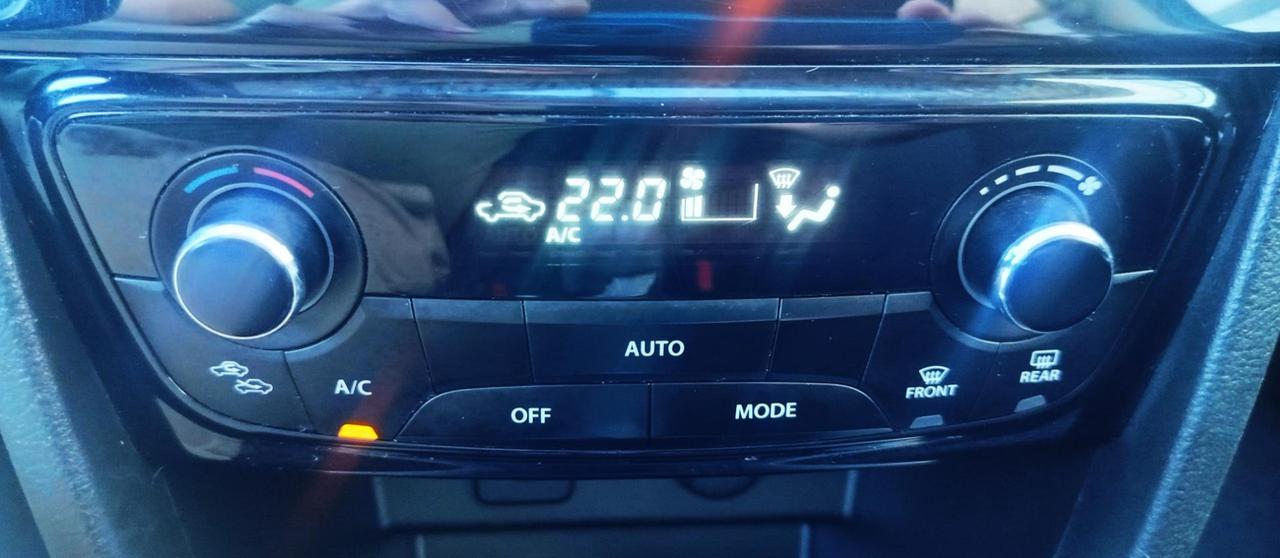 22.0
A/C
AUTO
A/C
OFF
MODE
FRONT
REAR